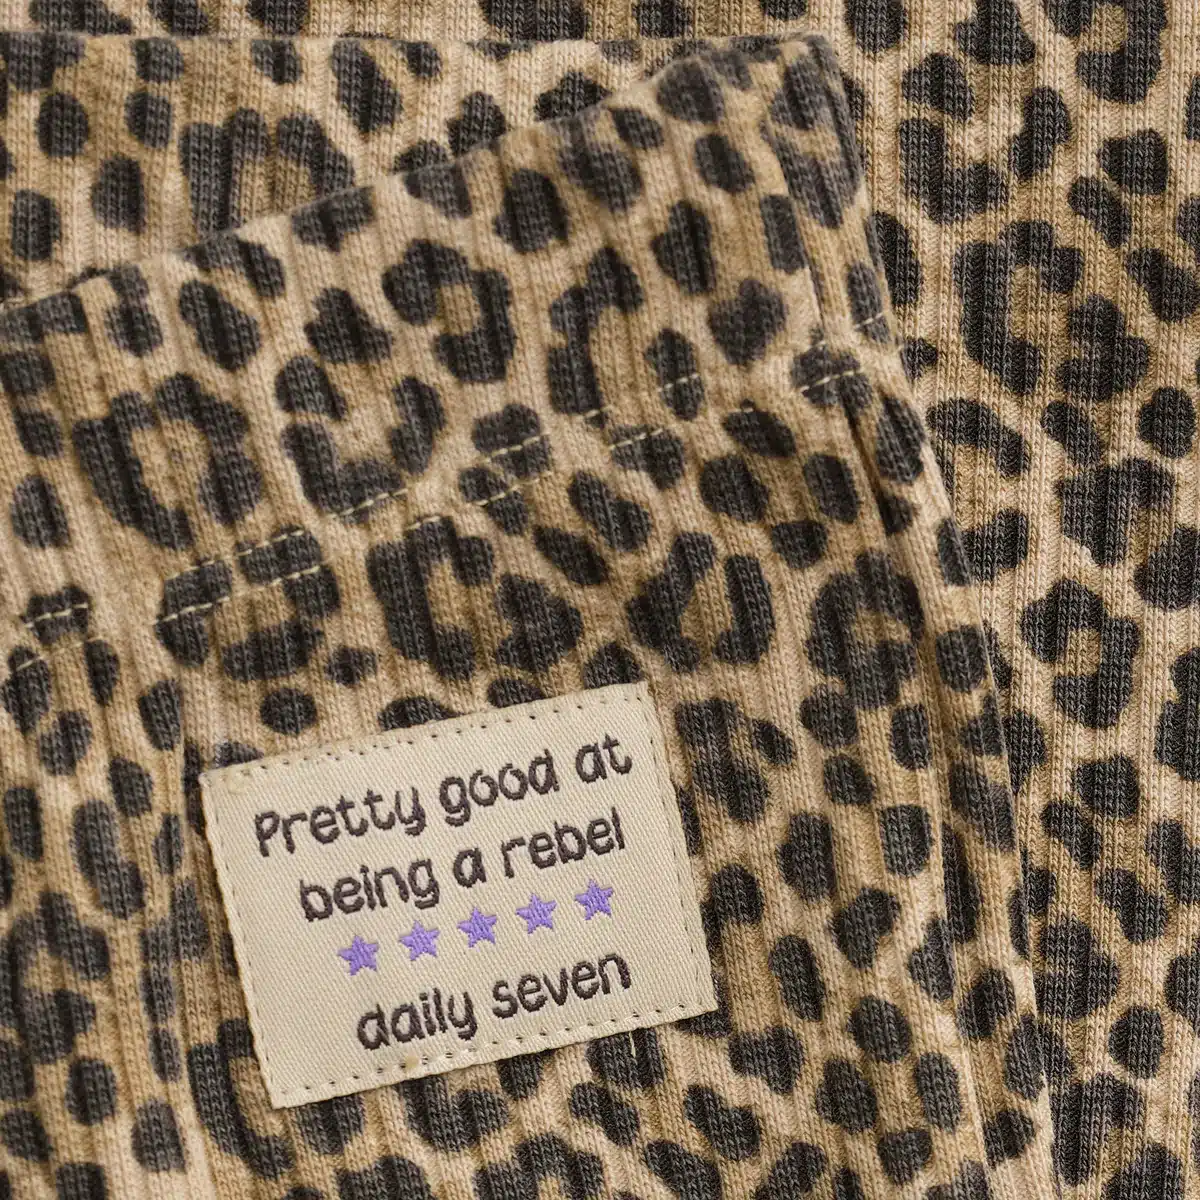 Pretty good at
being a rebel
daily seven